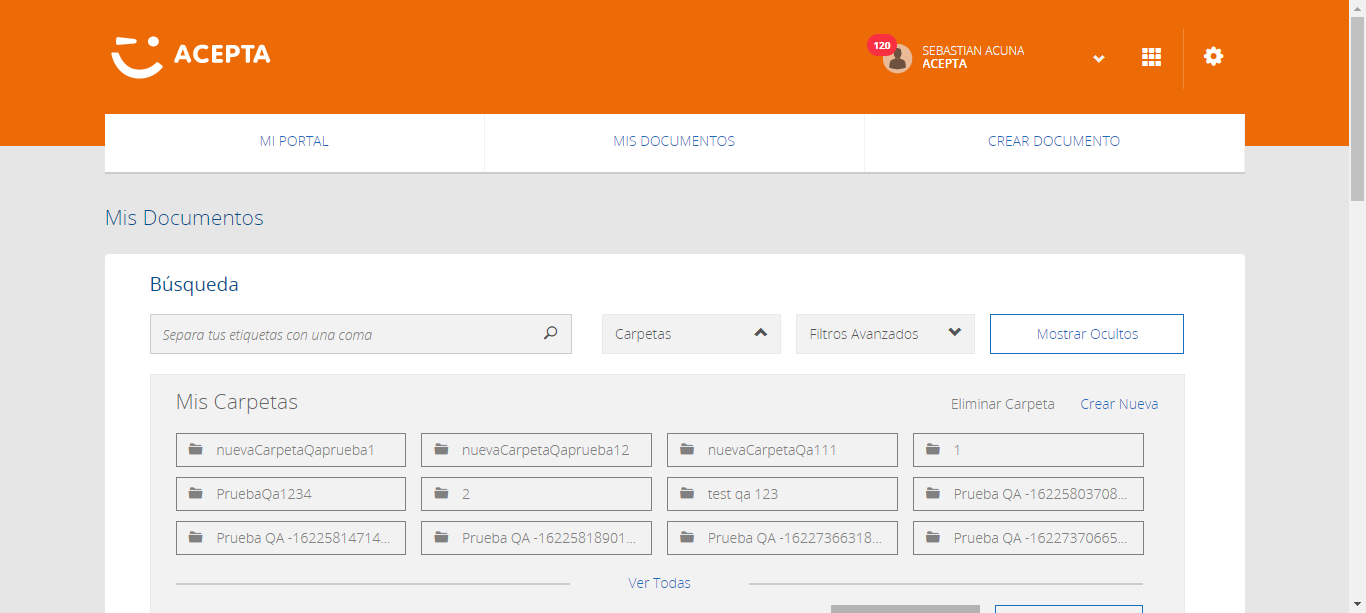 ACEPTA
120
SEBASTIAN ACUNA
ACEPTA
MI PORTAL
MIS DOCUMENTOS
CREAR DOCUMENTO
Mis Documentos
Búsqueda
Separa tus etiquetas con una coma
Carpetas
Filtros Avanzados
Mostrar Ocultos
Mis Carpetas
Eliminar Carpeta
Crear Nueva
nuevaCarpetaQaprueba1
nuevaCarpetaQaprueba12
nuevaCarpetaQa111
1
PruebaQa1234
2
test qa 123
Prueba QA -16225803708...
Prueba QA -16225814714...
Prueba QA -16225818901...
Prueba QA -16227366318...
Prueba QA -16227370665...
Ver Todas